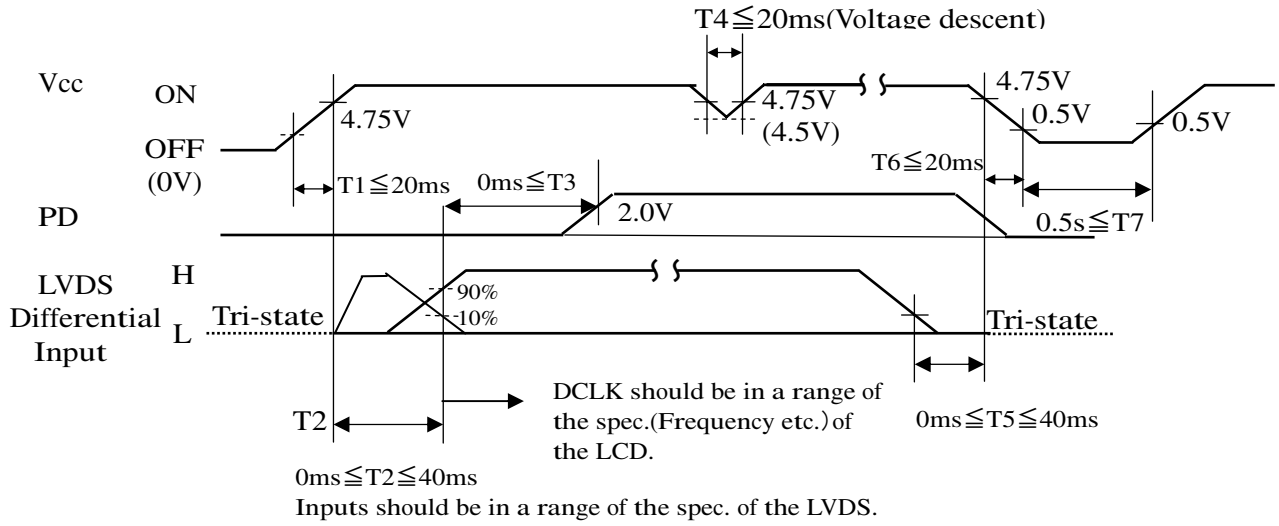 T4≦20ms(Voltage descent)
Vcc
ON
4.75V
4.75V
(4.5V)
4.75V
0.5V
0.5V
OFF
(0V)
T1≦20ms
0ms≦T3
T6≦20ms
PD
2.0V
0.5s≦T7
LVDS
Differential
Input
H
90%
10%
L
Tri-state
Tri-state
T2
DCLK should be in a range of
the spec.(Frequency etc.)of
the LCD.
0ms≦T5≦40ms
0ms≦T2≦40ms
Inputs should be in a range of the spec. of the LVDS.